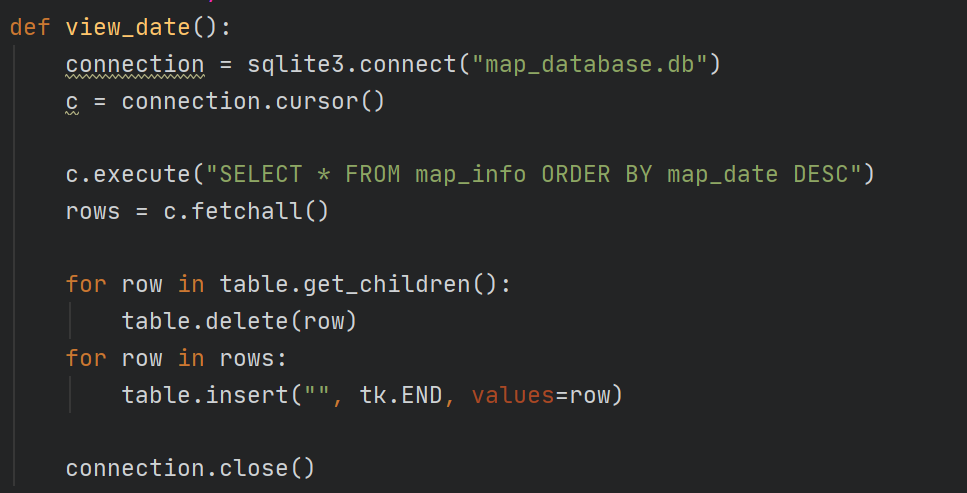 def view_date():
    connection = sqlite3.connect("map_database.db")
    c = connection.cursor()
    c.execute("SELECT * FROM map_info ORDER BY map_date DESC")
    rows = c.fetchall()
    for row in table.get_children():
        table.delete(row)
    for row in rows:
        table.insert("", tk.END, values=row)
    connection.close()